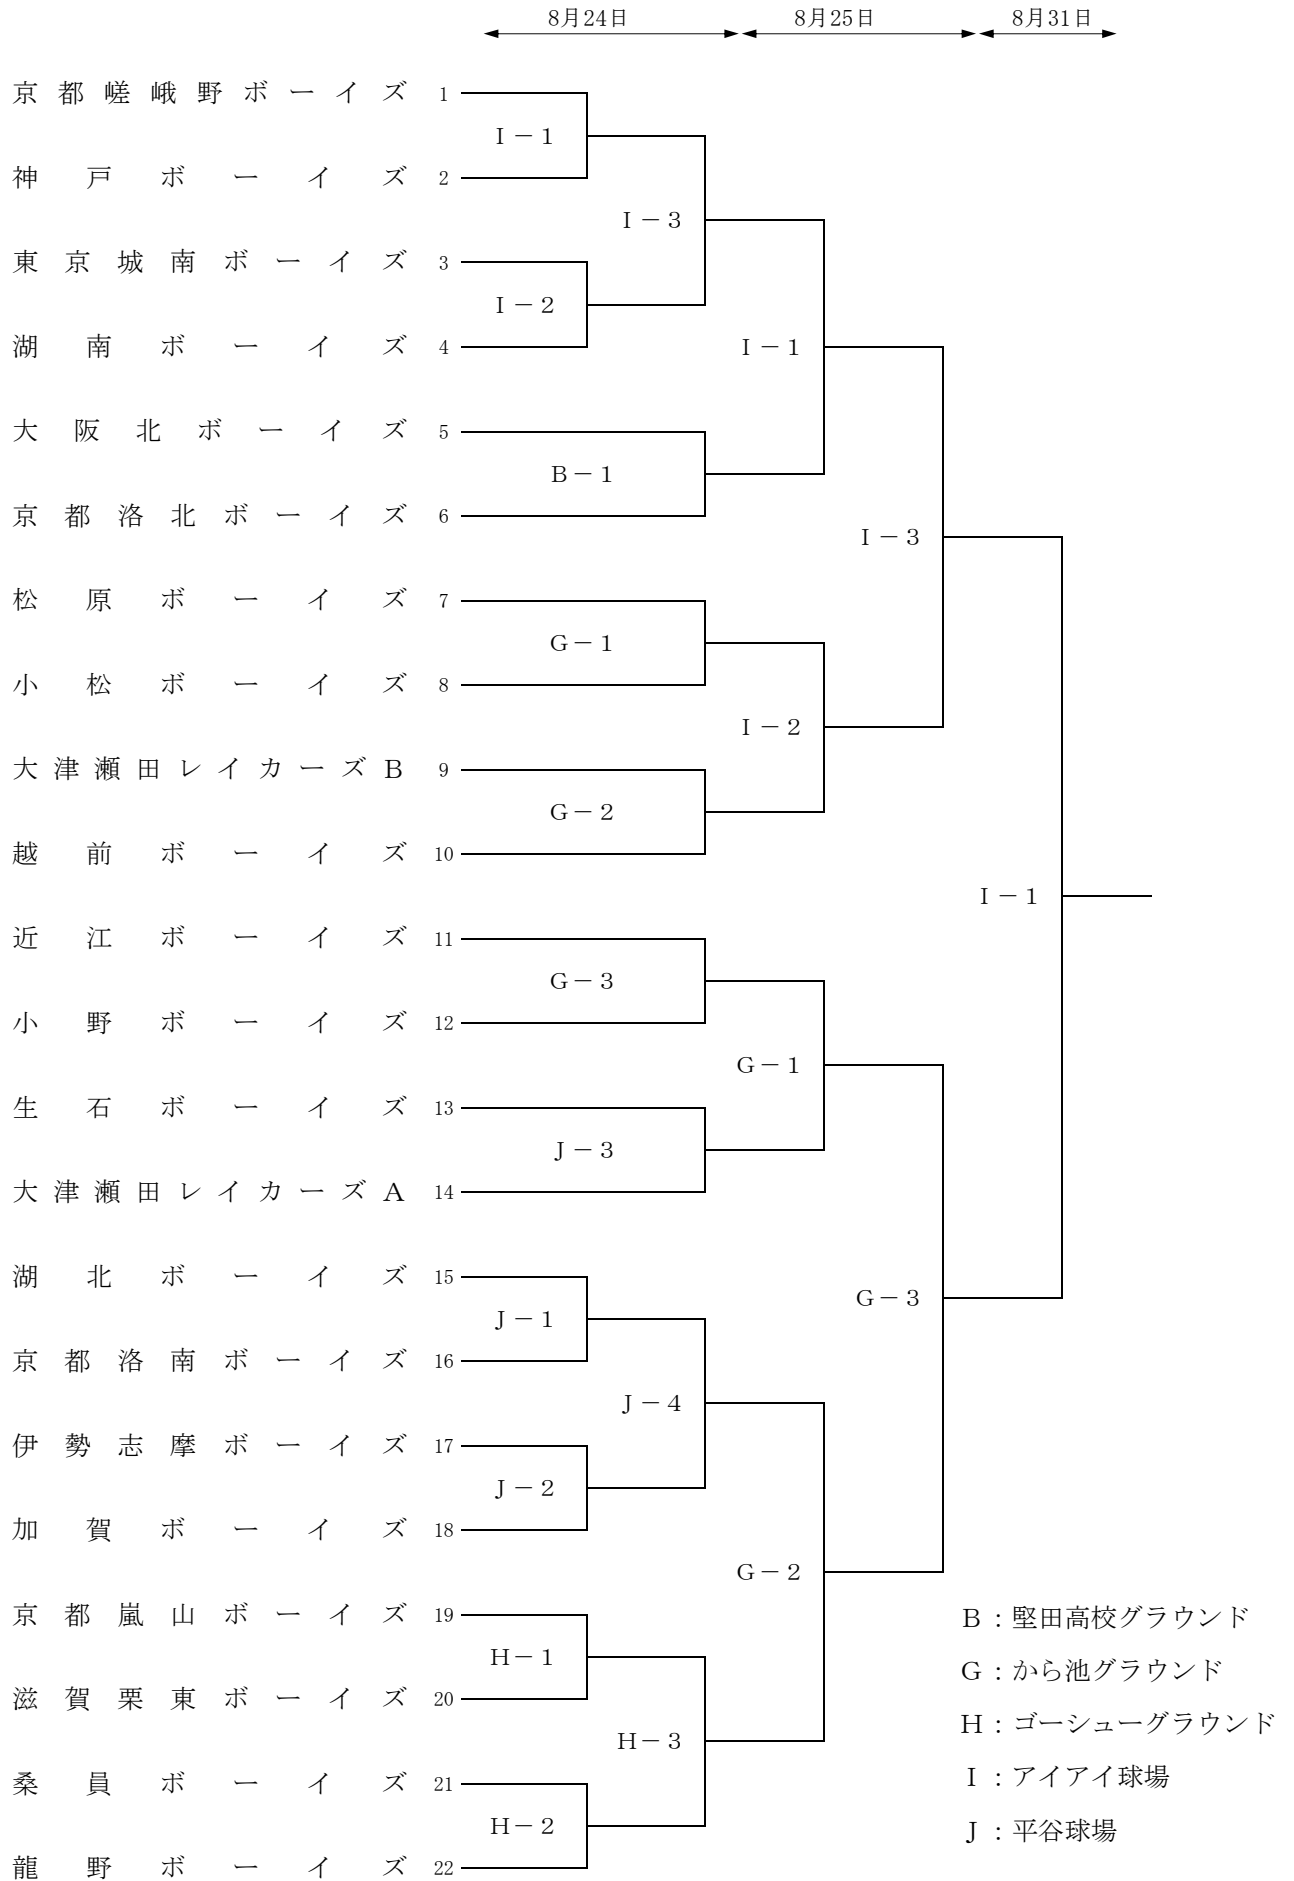 8月24日 8月25日 8月31日
京都嵯峨野ボーイズ 1
I－1
神戸ボーイズ 2
I－3
東京城南ボーイズ 3
I－2
湖南ボーイズ 4
I－1
大阪北ボーイズ 5
B－1
京都洛北ボーイズ 6
I－3
松原ボーイズ 7
G－1
小松ボーイズ 8
I－2
大津瀬田レイカーズB 9
G－2
越前ボーイズ 10
I－1
近江ボーイズ 11
G－3
小野ボーイズ 12
G－1
生石ボーイズ 13
J－3
大津瀬田レイカーズA 14
湖北ボーイズ 15
G－3
J－1
京都洛南ボーイズ 16
J－4
伊勢志摩ボーイズ 17
J－2
加賀ボーイズ 18
G－2
京都嵐山ボーイズ 19
B：堅田高校グラウンド
H－1
G：から池グラウンド
滋賀栗東ボーイズ 20
H：ゴーシューグラウンド
H－3
桑員ボーイズ 21
I：アイアイ球場
H－2
J：平谷球場
龍野ボーイズ 22